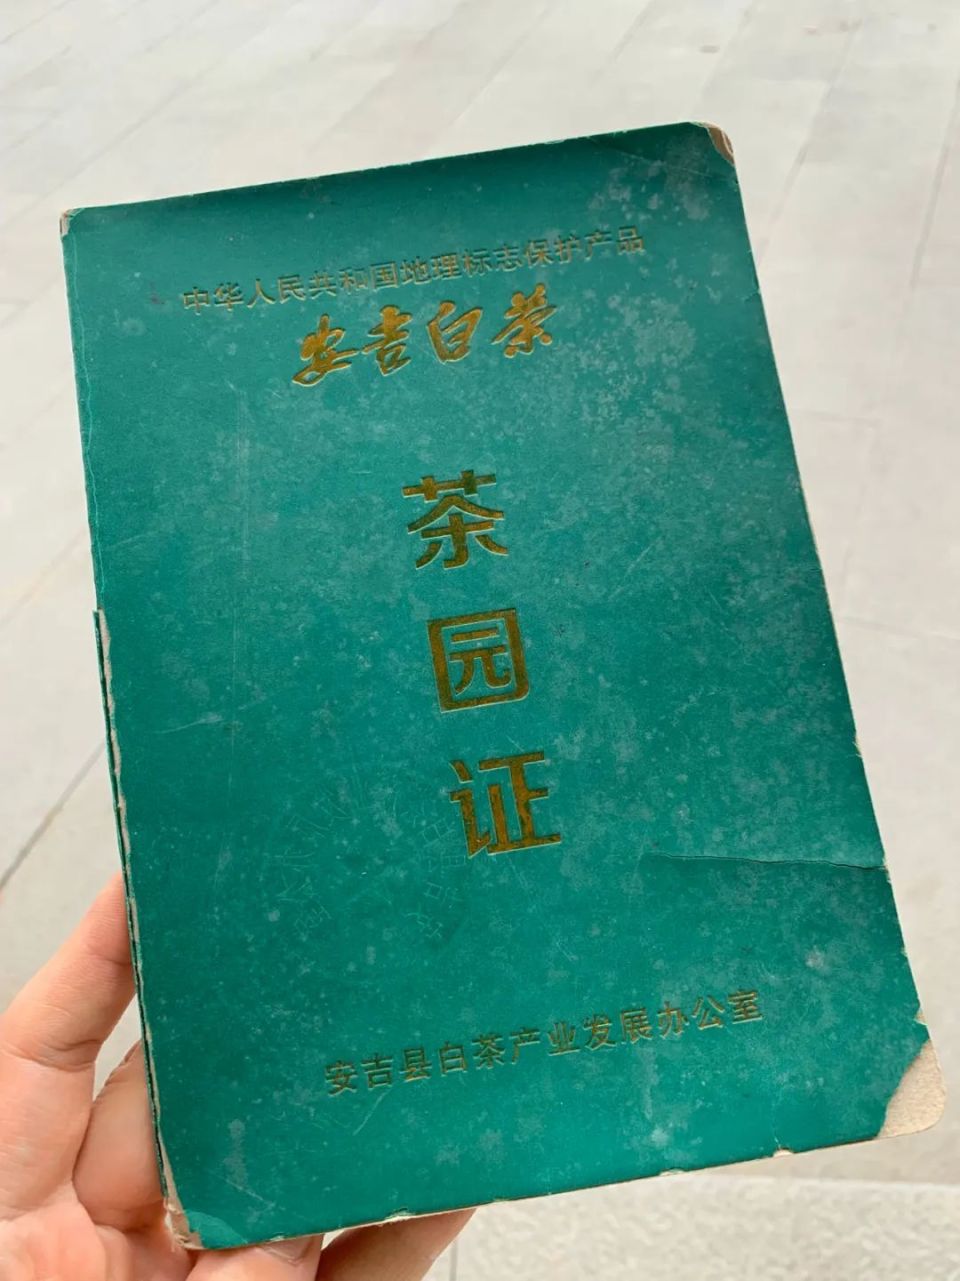 中华人民共和国地理标志保护产品
安吉白茶
茶
园
证
安吉县白茶产业发展办公室